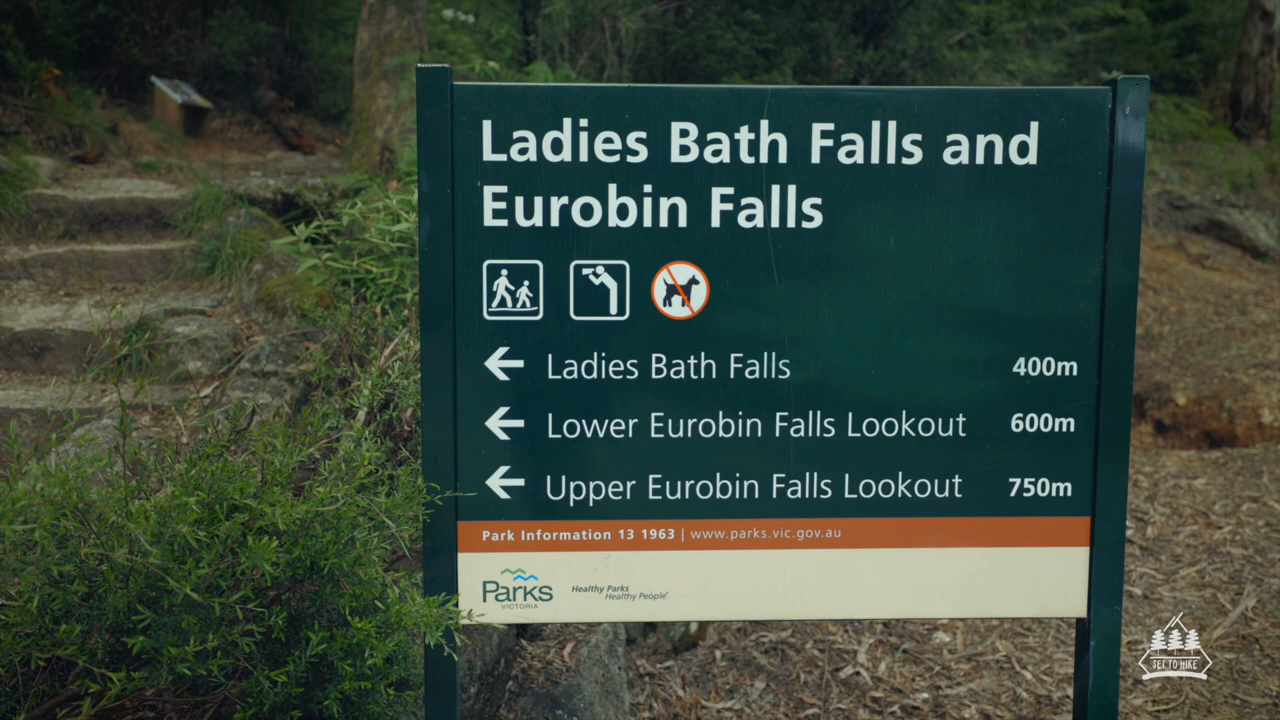 Ladies Bath Falls and
Eurobin Falls
Ladies Bath Falls 400m
Lower Eurobin Falls Lookout 600m
Upper Eurobin Falls Lookout 750m
Park Information 13 1963 | www.parks.vic.gov.au
Parks
VICTORIA
Healthy Parks
Healthy People
SET TO HIKE